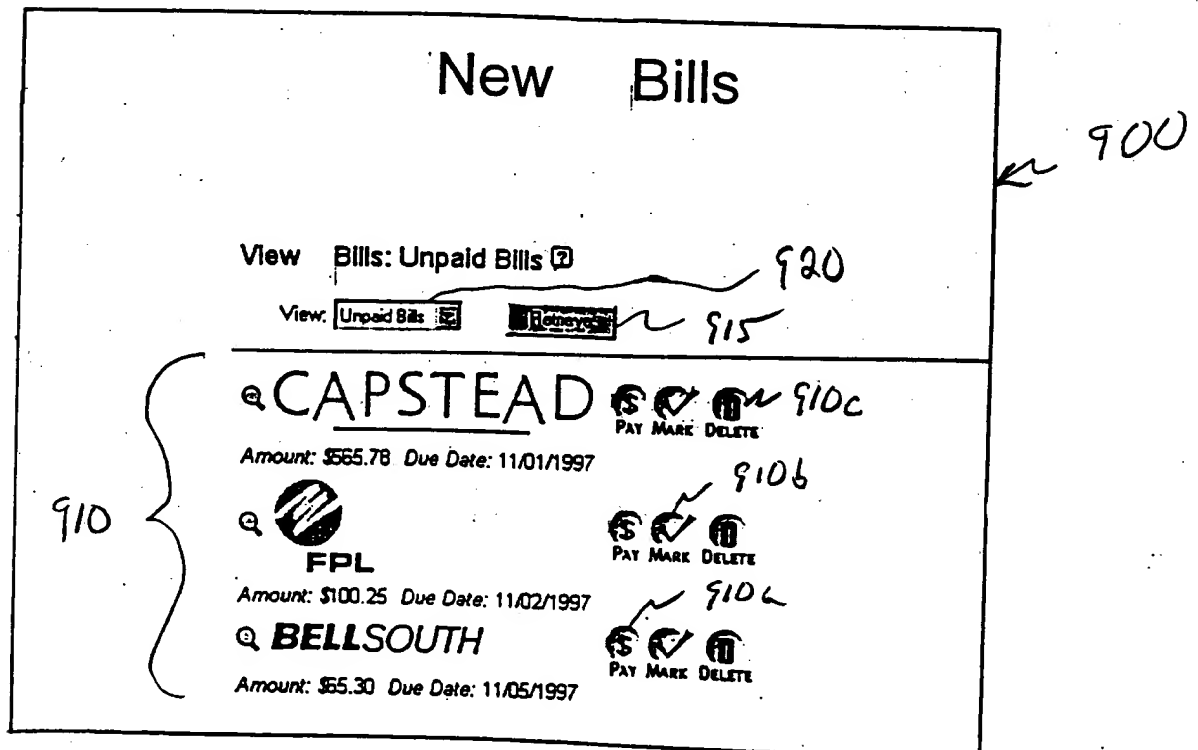 New Bills
900
View Bills: Unpaid Bills ?
920
View: Unpaid Bills
915
CAPSTEAD
PAY MARK DELETE
910c
Amount: $565.78 Due Date: 11/01/1997
910b
910
FPL
PAY MARK DELETE
Amount: $100.25 Due Date: 11/02/1997
910a
BELLSOUTH
PAY MARK DELETE
Amount: $65.30 Due Date: 11/05/1997